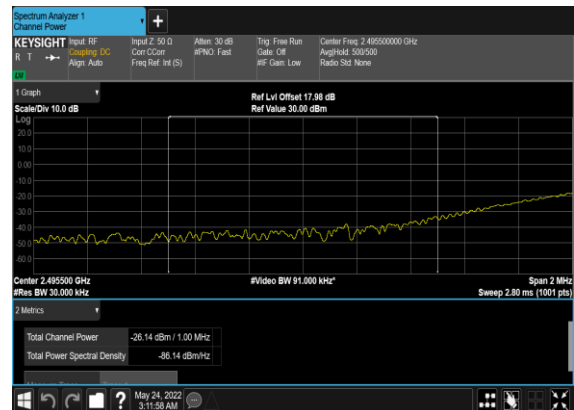 Spectrum Analyzer 1
Channel Power
+
KEYSIGHT
R T
LV
Input: RF
Coupling: DC
Align: Auto
Input Z: 50 Ω
Corr CCorr
Freq Ref: Int (S)
Atten: 30 dB
#PNO: Fast
Trig: Free Run
Gate: Off
#IF Gain: Low
Center Freq: 2.495500000 GHz
Avg|Hold: 500/500
Radio Std: None
1 Graph
Scale/Div 10.0 dB
Ref Lvl Offset 17.98 dB
Ref Value 30.00 dBm
Log
20.0
10.0
0.00
-10.0
-20.0
-30.0
-40.0
-50.0
-60.0
Center 2.495500 GHz
#Video BW 91.000 kHz*
Span 2 MHz
#Res BW 30.000 kHz
Sweep 2.80 ms (1001 pts)
2 Metrics
Total Channel Power -26.14 dBm / 1.00 MHz
Total Power Spectral Density -86.14 dBm/Hz
?
May 24, 2022
3:11:58 AM